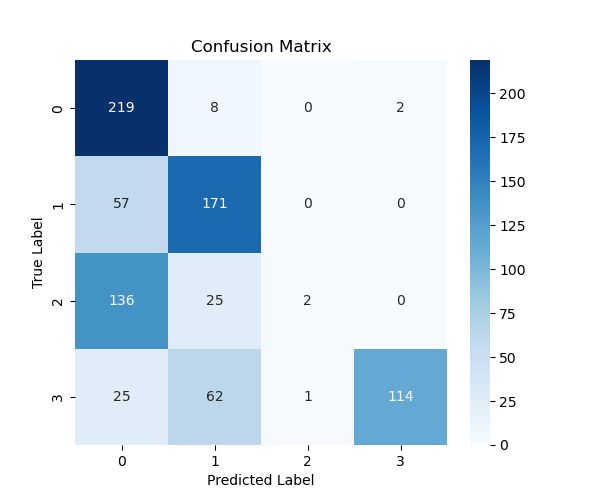 Confusion Matrix
0 219 8 0 2
1 57 171 0 0
2 136 25 2 0
3 25 62 1 114
0 1 2 3
True Label
Predicted Label
200
175
150
125
100
75
50
25
0